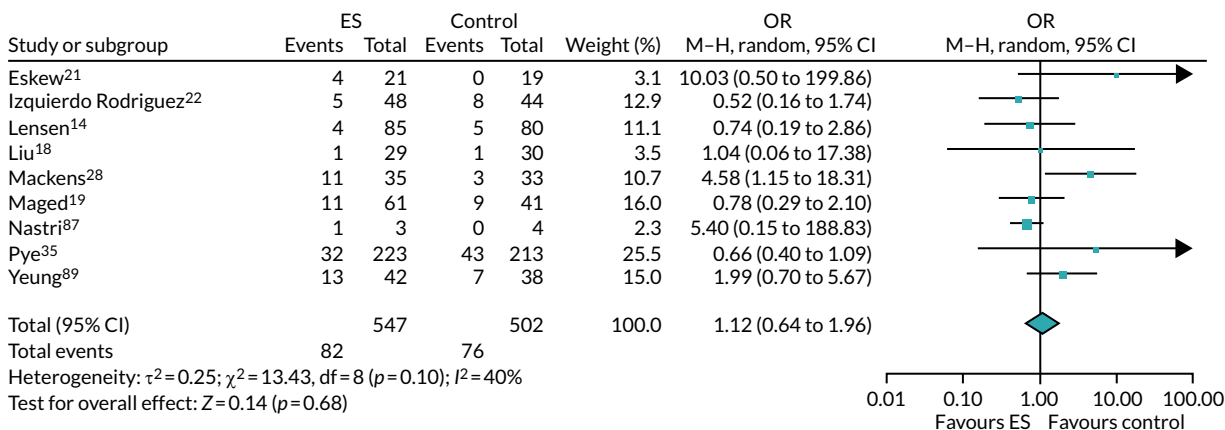 ES Control OR OR
Study or subgroup Events Total Events Total Weight (%) M–H, random, 95% CI M–H, random, 95% CI
Eskew21 4 21 0 19 3.1 10.03 (0.50 to 199.86)
Izquierdo Rodriguez22 5 48 8 44 12.9 0.52 (0.16 to 1.74)
Lensen14 4 85 5 80 11.1 0.74 (0.19 to 2.86)
Liu18 1 29 1 30 3.5 1.04 (0.06 to 17.38)
Mackens28 11 35 3 33 10.7 4.58 (1.15 to 18.31)
Maged19 11 61 9 41 16.0 0.78 (0.29 to 2.10)
Nastri87 1 3 0 4 2.3 5.40 (0.15 to 188.83)
Pye35 32 223 43 213 25.5 0.66 (0.40 to 1.09)
Yeung89 13 42 7 38 15.0 1.99 (0.70 to 5.67)
Total (95% CI) 547 502 100.0 1.12 (0.64 to 1.96)
Total events 82 76
Heterogeneity: τ2=0.25; χ2=13.43, df=8 (p=0.10); I2=40%
Test for overall effect: Z=0.14 (p=0.68)
0.01 0.10 1.00 10.00 100.00
Favours ES Favours control